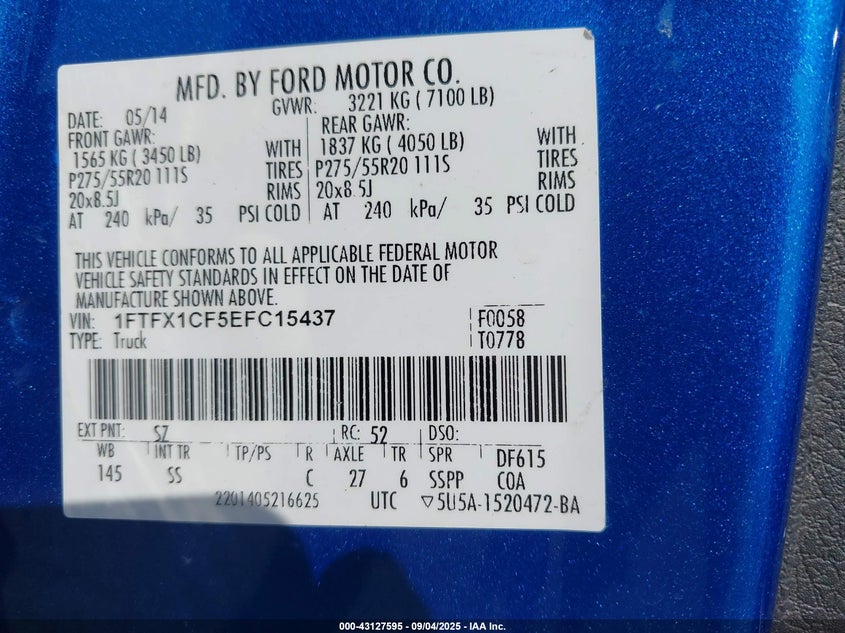 MFD. BY FORD MOTOR CO.
DATE: 05/14 GVWR: 3221 KG ( 7100 LB)
FRONT GAWR: REAR GAWR:
1565 KG ( 3450 LB) WITH 1837 KG ( 4050 LB) WITH
P275/55R20 111S TIRES P275/55R20 111S TIRES
20x8.5J RIMS 20x8.5J RIMS
AT 240 kPa/ 35 PSI COLD AT 240 kPa/ 35 PSI COLD
THIS VEHICLE CONFORMS TO ALL APPLICABLE FEDERAL MOTOR
VEHICLE SAFETY STANDARDS IN EFFECT ON THE DATE OF
MANUFACTURE SHOWN ABOVE.
VIN: 1FTFX1CF5EFC15437 F0058
TYPE: Truck T0778
EXT PNT: SZ RC: 52 DSO:
WB INT TR TP/PS R AXLE TR SPR DF615
145 SS C 27 6 SSPP COA
2201405216625 UTC ▽5U5A-1520472-BA
000-43127595 - 09/04/2025 - IAA Inc.